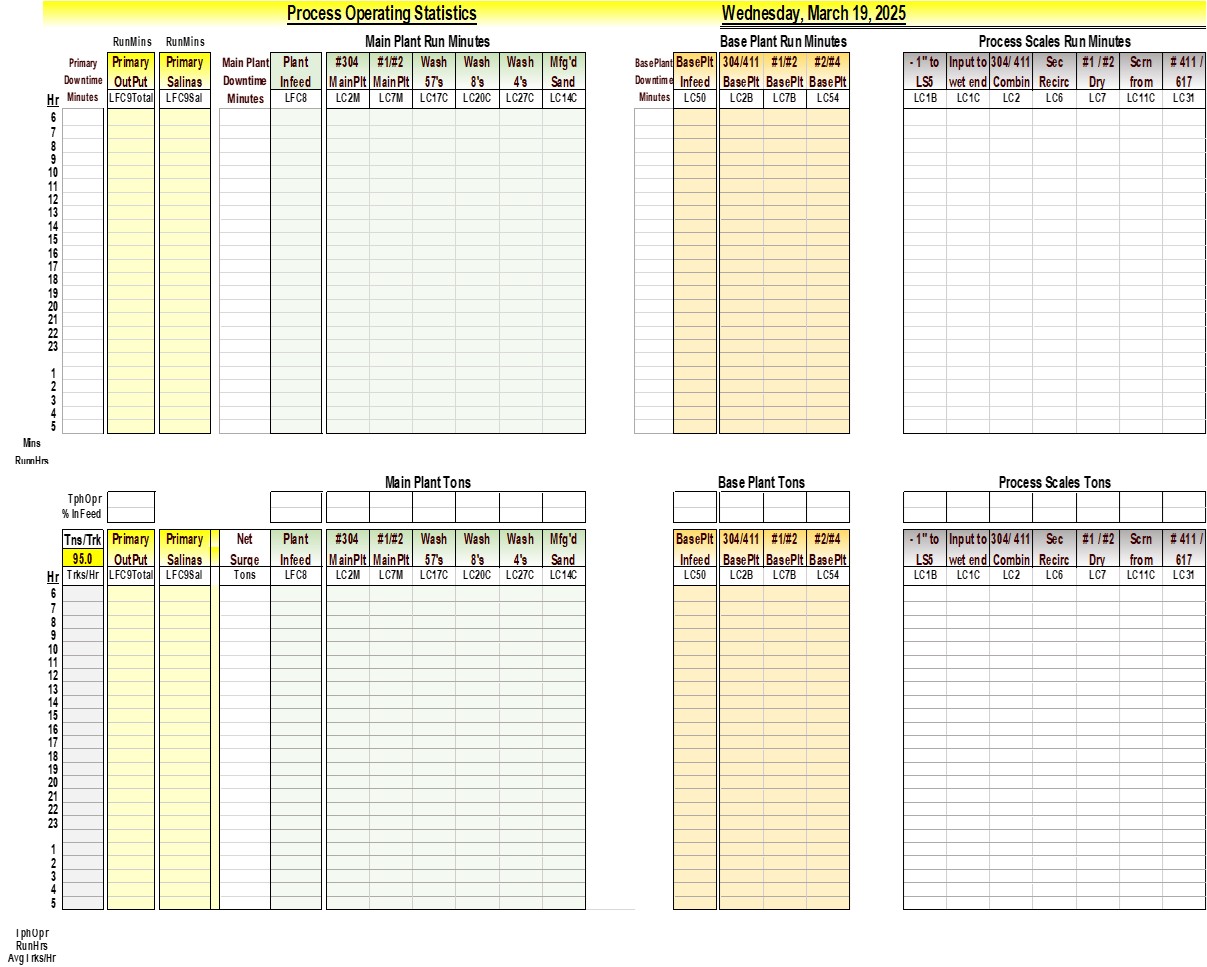 Process Operating Statistics Wednesday, March 19, 2025
RunMins RunMins Main Plant Run Minutes Base Plant Run Minutes Process Scales Run Minutes
Primary Primary Primary Main Plant Plant #304 #1/#2 Wash Wash Wash Mfg'd BasePlant BasePlt 304/411 #1/#2 #2/#4 - 1" to Input to 304/ 411 Sec #1 / #2 Scrn # 411 /
Downtime OutPut Salinas Downtime Infeed MainPlt MainPlt 57's 8's 4's Sand Downtime Infeed BasePlt BasePlt BasePlt LS5 wet end Combin Recirc Dry from 617
Hr Minutes LFC9Total LFC9Sal Minutes LFC8 LC2M LC7M LC17C LC20C LC27C LC14C Minutes LC50 LC2B LC7B LC54 LC1B LC1C LC2 LC6 LC7 LC11C LC31
6
7
8
9
10
11
12
13
14
15
16
17
18
19
20
21
22
23
1
2
3
4
5
Mins
RunnHrs
Main Plant Tons Base Plant Tons Process Scales Tons
TphOpr
% InFeed
Tns/Trk Primary Primary Net Plant #304 #1/#2 Wash Wash Wash Mfg'd BasePlt 304/411 #1/#2 #2/#4 - 1" to Input to 304/ 411 Sec #1 / #2 Scrn # 411 /
95.0 OutPut Salinas Surge Infeed MainPlt MainPlt 57's 8's 4's Sand Infeed BasePlt BasePlt BasePlt LS5 wet end Combin Recirc Dry from 617
Hr Trks/Hr LFC9Total LFC9Sal Tons LFC8 LC2M LC7M LC17C LC20C LC27C LC14C LC50 LC2B LC7B LC54 LC1B LC1C LC2 LC6 LC7 LC11C LC31
6
7
8
9
10
11
12
13
14
15
16
17
18
19
20
21
22
23
1
2
3
4
5
TphOpr
RunHrs
AvgTrks/Hr